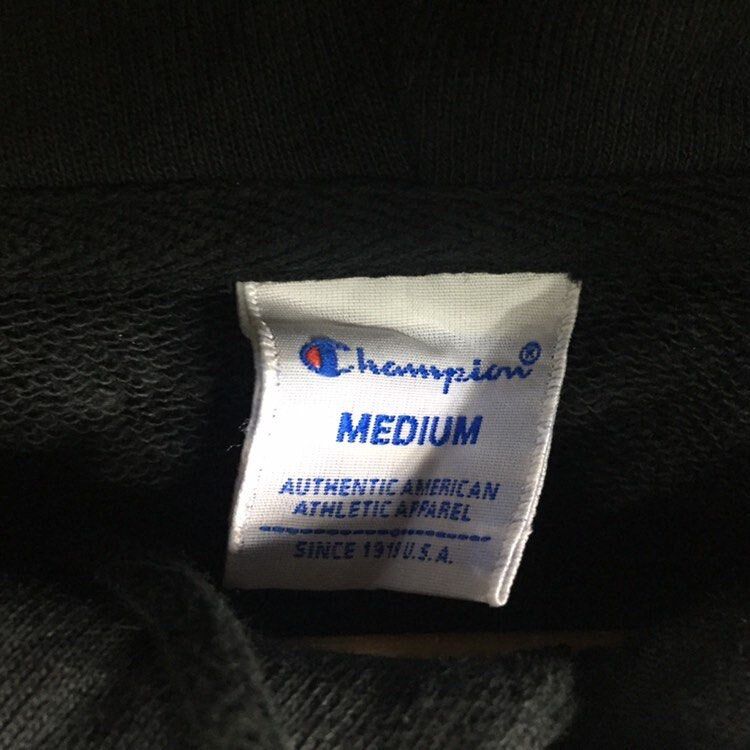 Champion®
MEDIUM
AUTHENTIC AMERICAN
ATHLETIC APPAREL
SINCE 1919 U.S.A.